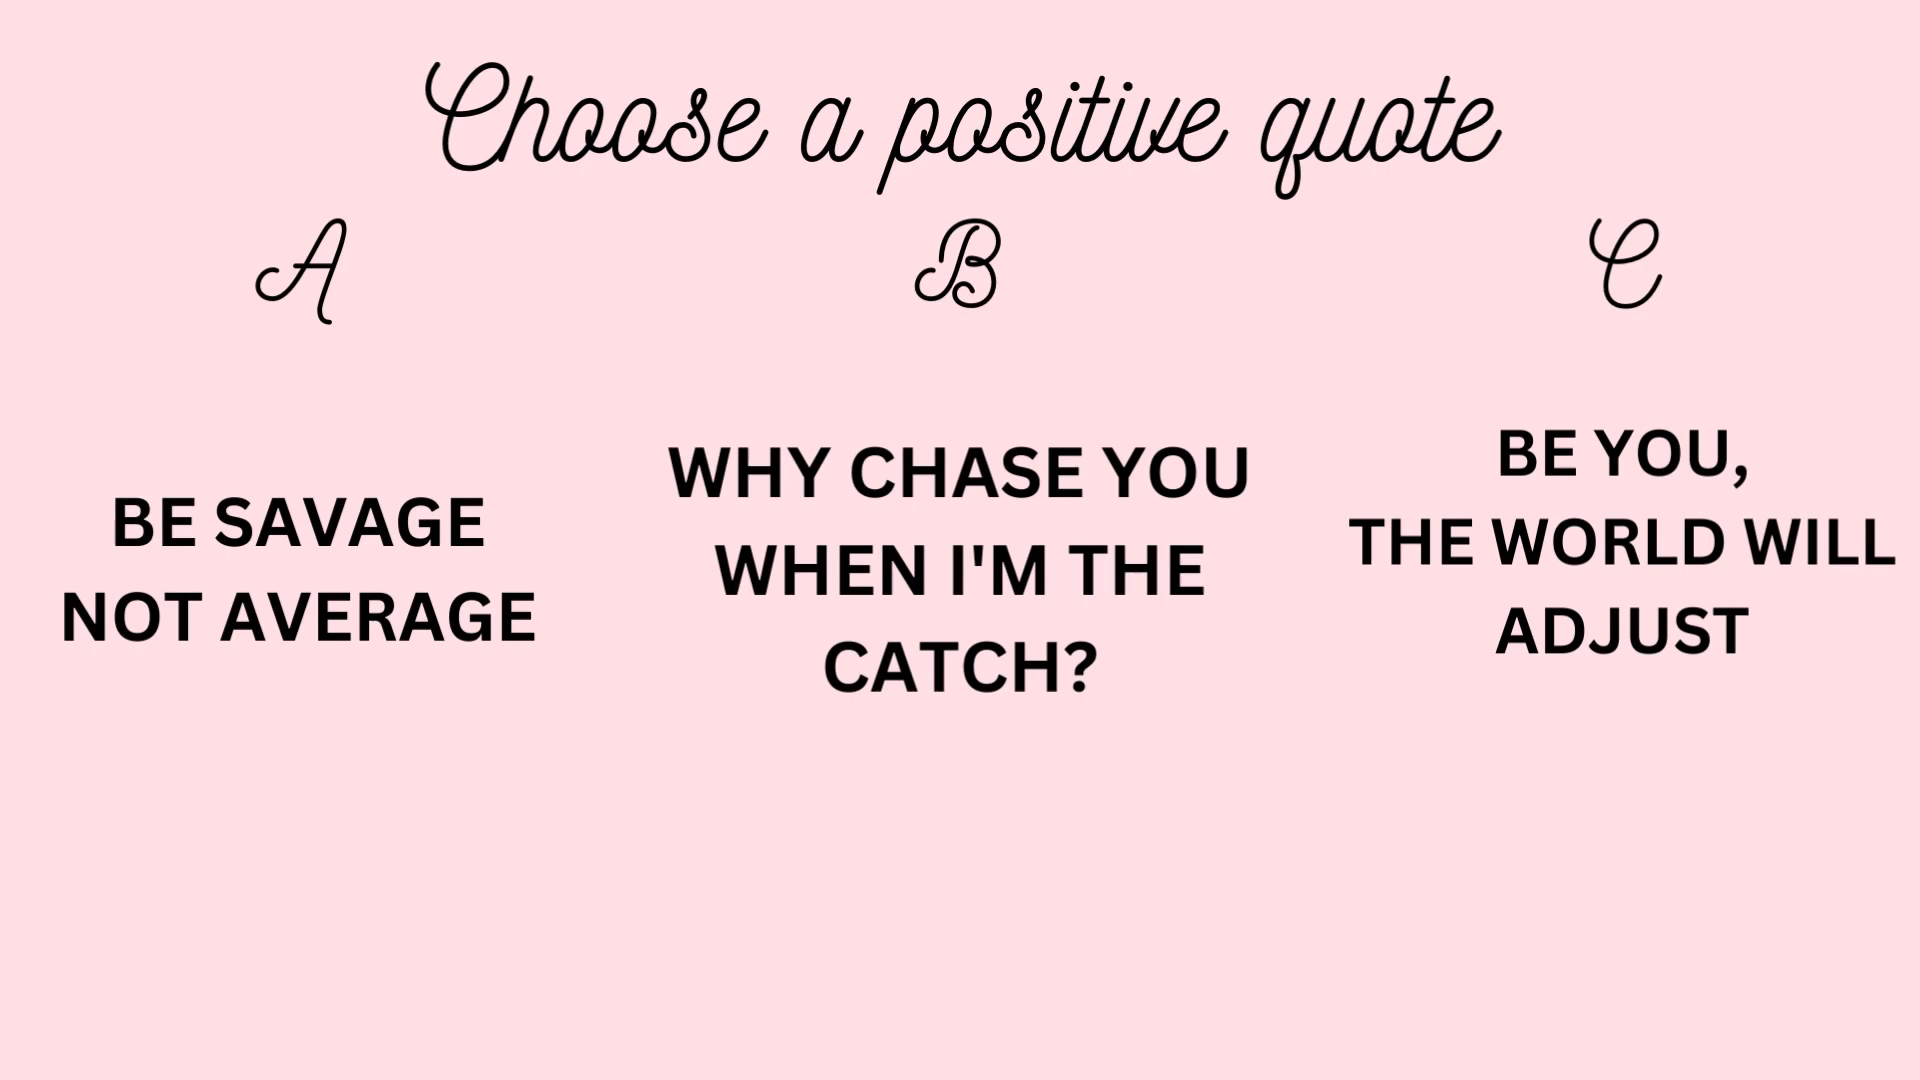 Choose a positive quote
A
B
C
BE SAVAGE
NOT AVERAGE
WHY CHASE YOU
WHEN I'M THE
CATCH?
BE YOU,
THE WORLD WILL
ADJUST